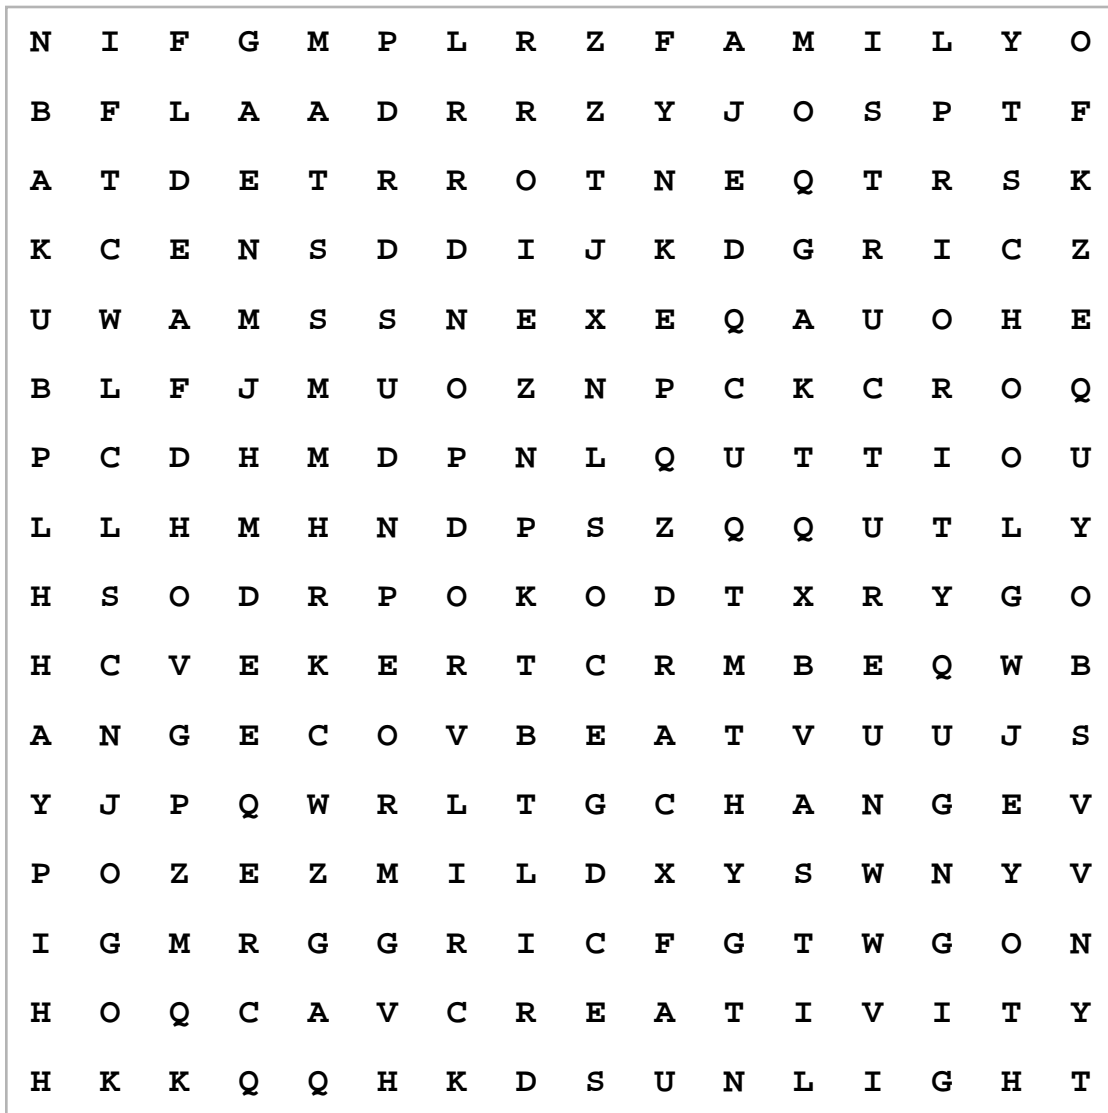 N I F G M P L R Z F A M I L Y O
B F L A A D R R Z Y J O S P T F
A T D E T R R O T N E Q T R S K
K C E N S D D I J K D G R I C Z
U W A M S S N E X E Q A U O H E
B L F J M U O Z N P C K C R O Q
P C D H M D P N L Q U T T I O U
L L H M H N D P S Z Q Q U T L Y
H S O D R P O K O D T X R Y G O
H C V E K E R T C R M B E Q W B
A N G E C O V B E A T V U U J S
Y J P Q W R L T G C H A N G E V
P O Z E Z M I L D X Y S W N Y V
I G M R G G R I C F G T W G O N
H O Q C A V C R E A T I V I T Y
H K K Q Q H K D S U N L I G H T